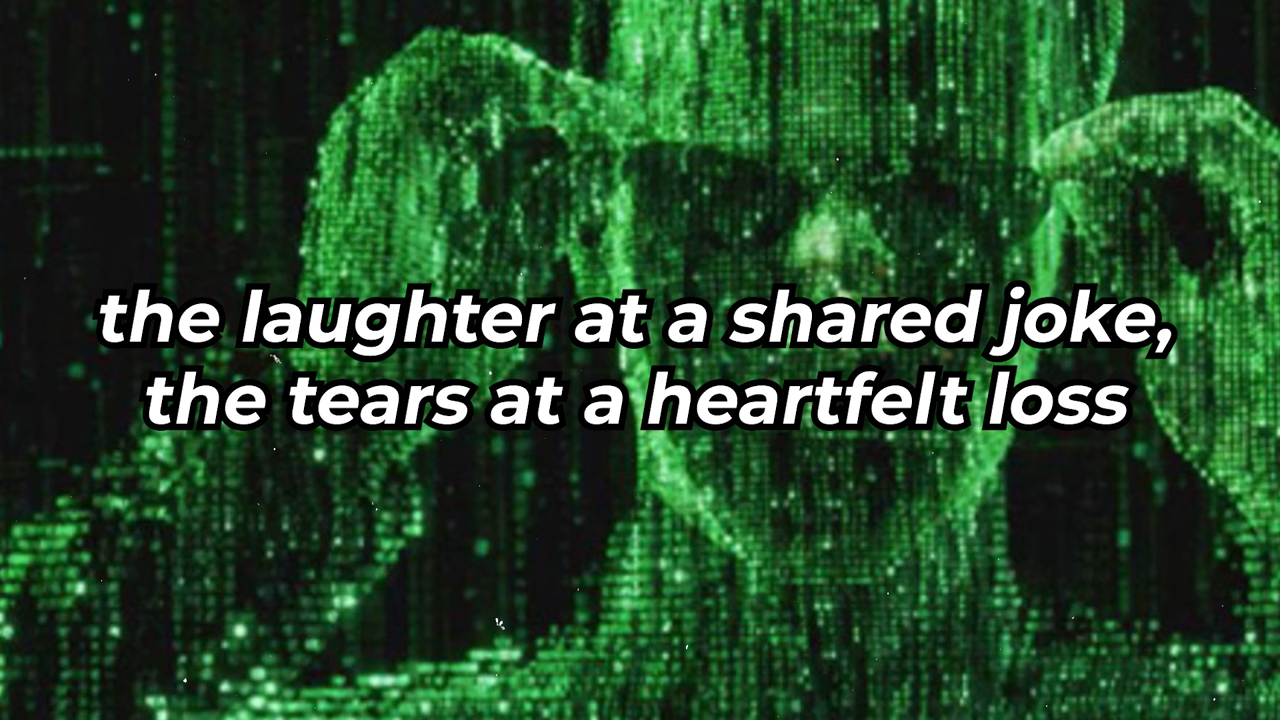 the laughter at a shared joke,
the tears at a heartfelt loss